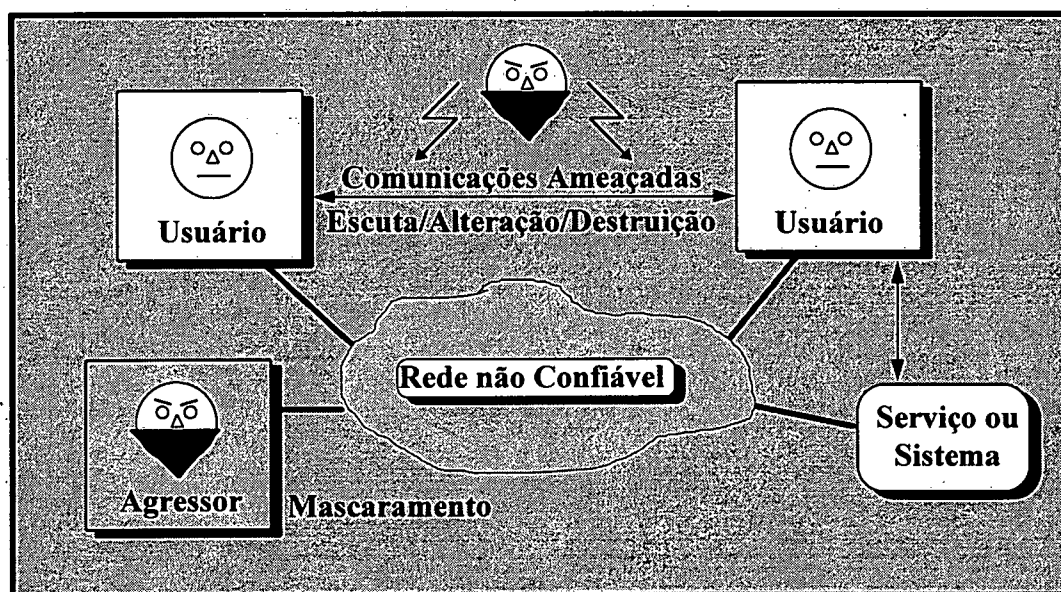 Comunicações Ameaçadas
Escuta/Alteração/Destruição
Usuário
Usuário
Rede não Confiável
Serviço ou
Sistema
Agressor
Mascaramento